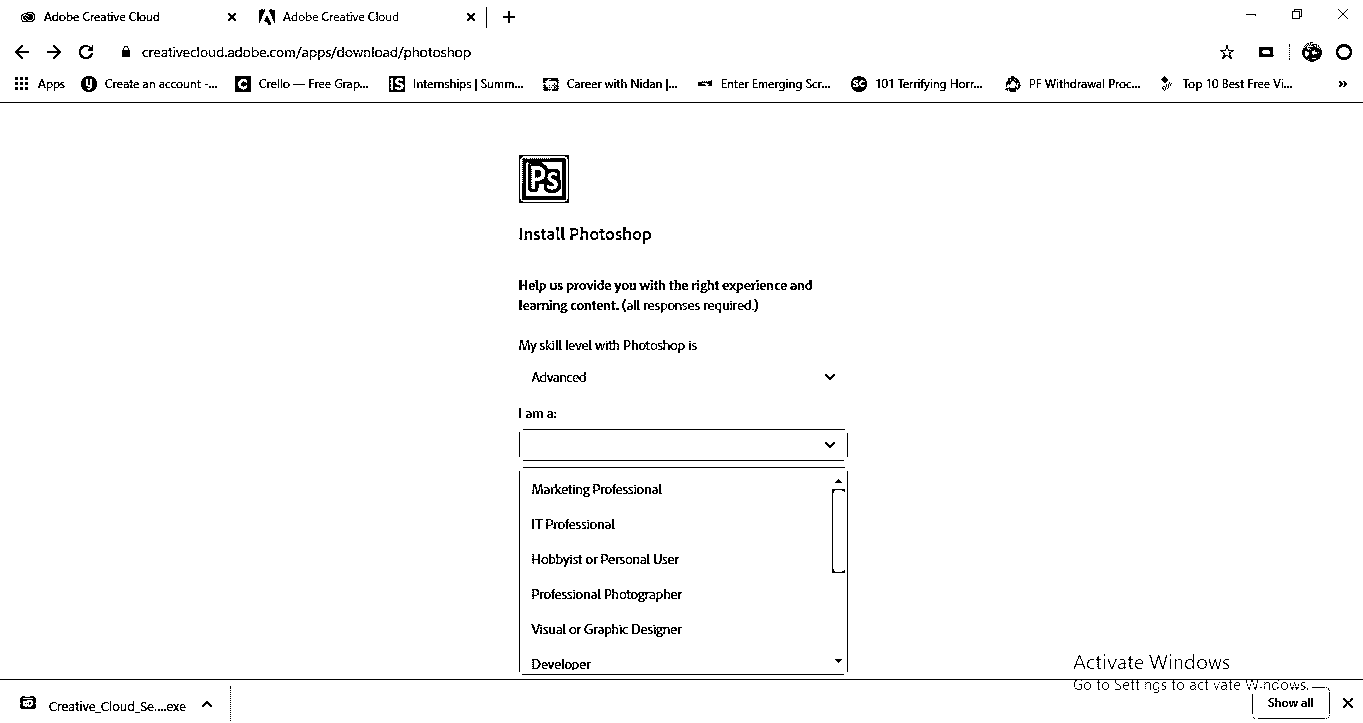 Adobe Creative Cloud
Adobe Creative Cloud
creativecloud.adobe.com/apps/download/photoshop
Apps
Create an account -...
Crello — Free Grap...
Internships | Summ...
Career with Nidan |...
Enter Emerging Scr...
101 Terrifying Horr...
PF Withdrawal Proc...
Top 10 Best Free Vi...
Ps
Install Photoshop
Help us provide you with the right experience and
learning content. (all responses required.)
My skill level with Photoshop is
Advanced
I am a:
Marketing Professional
IT Professional
Hobbyist or Personal User
Professional Photographer
Visual or Graphic Designer
Developer
Activate Windows
Go to Settings to activate Windows.
Creative_Cloud_Se....exe
Show all